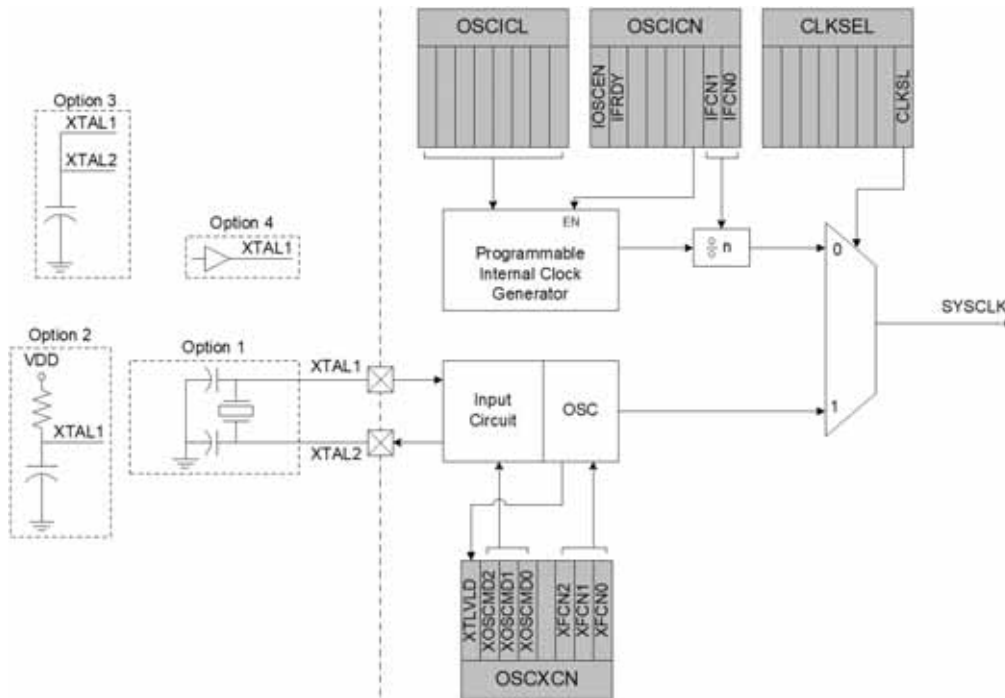 OSCICL
OSCICN
CLKSEL
IOSCEN
IFRDY
IFCN1
IFCN0
CLKSL
Option 3
XTAL1
XTAL2
Option 4
XTAL1
EN
Programmable
Internal Clock
Generator
n
0
SYSCLK
Option 2
VDD
XTAL1
Option 1
XTAL1
XTAL2
Input
Circuit
OSC
1
XTLVLD
XOSCMD2
XOSCMD1
XOSCMD0
XFCN2
XFCN1
XFCN0
OSCXCN